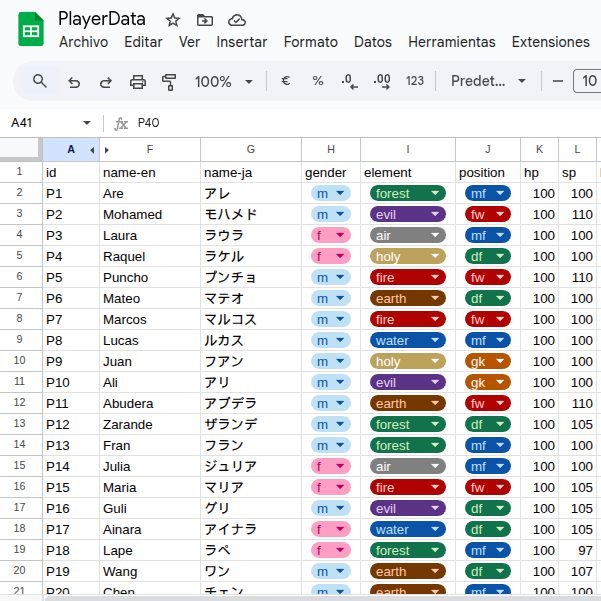 PlayerData
Archivo Editar Ver Insertar Formato Datos Herramientas Extensiones
100% € % .0 .00 123 Predet... 10
A41 fx P40
A F G H I J K L
1 id name-en name-ja gender element position hp sp
2 P1 Are アレ m forest mf 100 100
3 P2 Mohamed モハメド m evil fw 100 110
4 P3 Laura ラウラ f air mf 100 100
5 P4 Raquel ラケル f holy df 100 100
6 P5 Puncho プンチョ m fire fw 100 110
7 P6 Mateo マテオ m earth df 100 100
8 P7 Marcos マルコス m fire fw 100 100
9 P8 Lucas ルカス m water mf 100 100
10 P9 Juan フアン m holy gk 100 100
11 P10 Ali アリ m evil gk 100 100
12 P11 Abudera アブデラ m earth fw 100 110
13 P12 Zarande ザランデ m forest df 100 105
14 P13 Fran フラン m forest mf 100 100
15 P14 Julia ジュリア f air mf 100 100
16 P15 Maria マリア f fire fw 100 105
17 P16 Guli グリ m evil df 100 105
18 P17 Ainara アイナラ f water df 100 105
19 P18 Lape ラペ f forest mf 100 97
20 P19 Wang ワン m earth df 100 107
21 P20 Chen チェン m earth mf 100 100